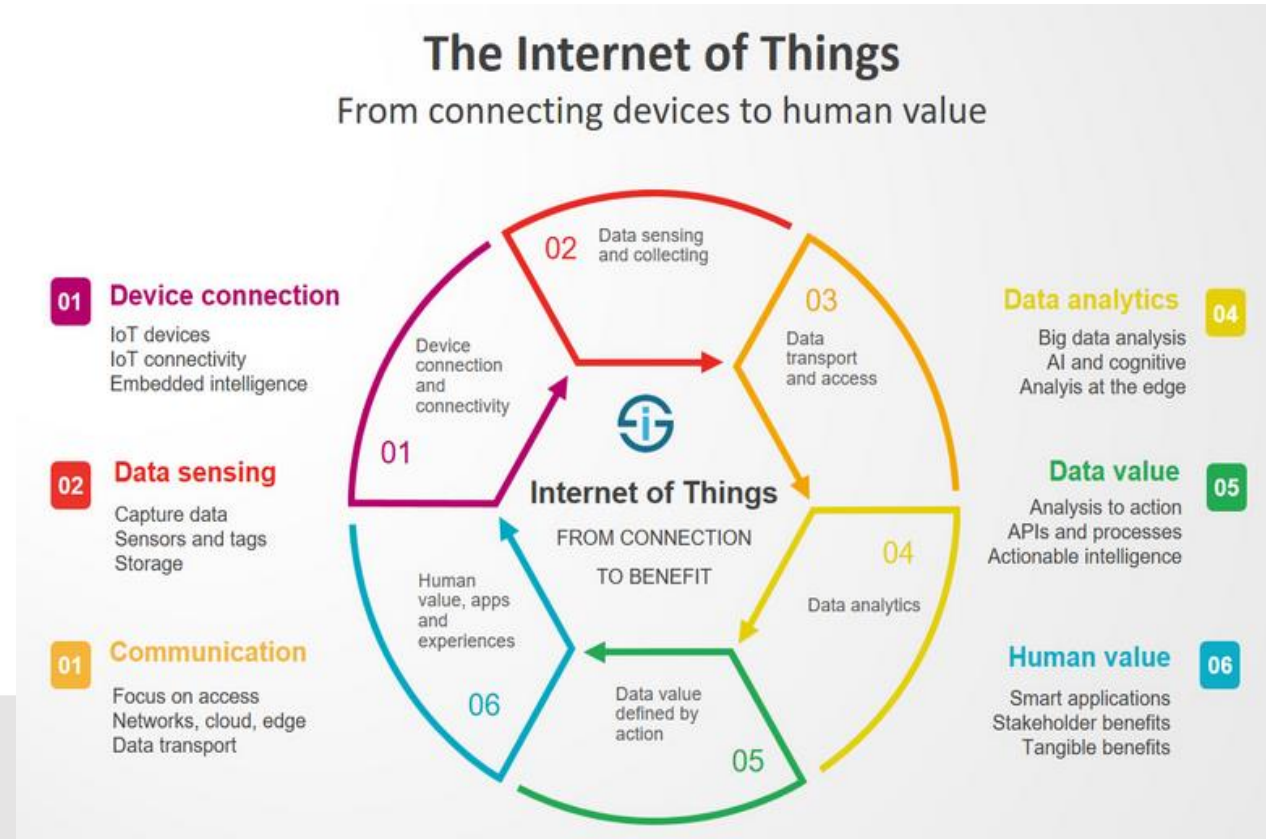 The Internet of Things
From connecting devices to human value
01 Device connection
IoT devices
IoT connectivity
Embedded intelligence
02 Data sensing
Capture data
Sensors and tags
Storage
01 Communication
Focus on access
Networks, cloud, edge
Data transport
Device
connection
and
connectivity
01
02
Data sensing
and collecting
03
Data
transport
and access
04
Data analytics
Data value
defined by
action
05
Human
value, apps
and
experiences
06
Internet of Things
FROM CONNECTION
TO BENEFIT
Data analytics 04
Big data analysis
AI and cognitive
Analyis at the edge
Data value 05
Analysis to action
APIs and processes
Actionable intelligence
Human value 06
Smart applications
Stakeholder benefits
Tangible benefits